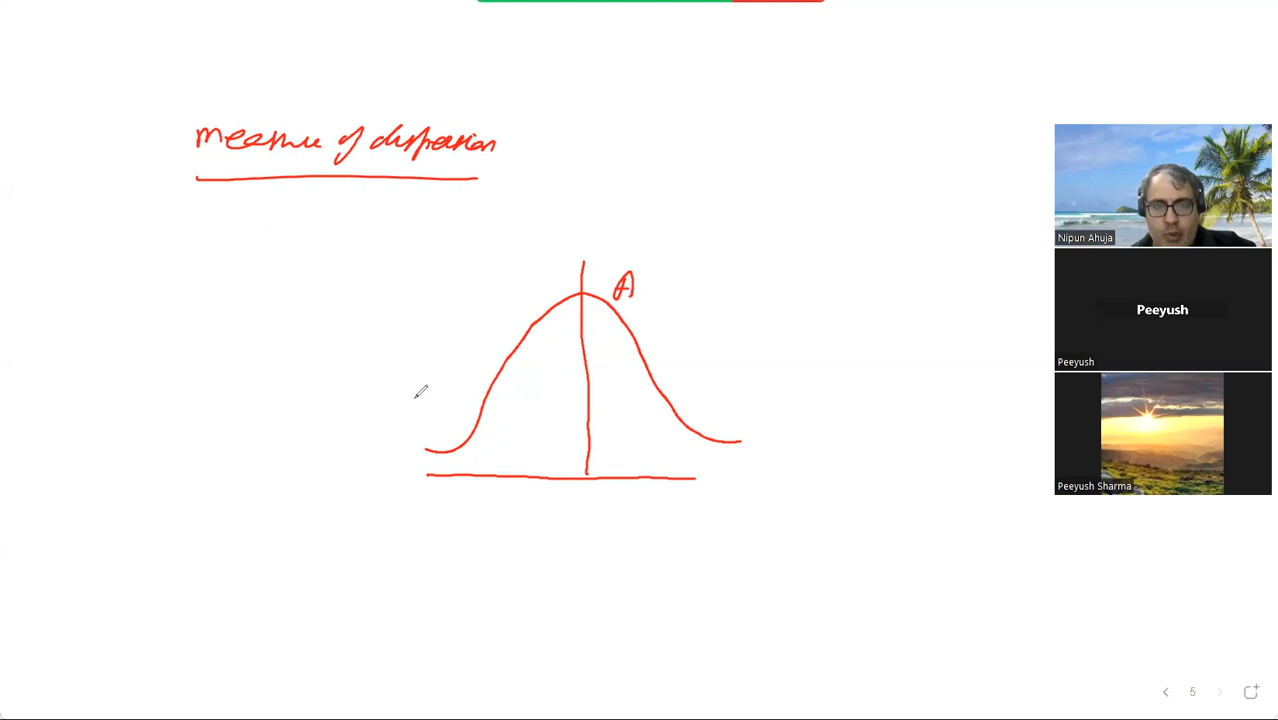 measure of dispersion
A
Nipun Ahuja
Peeyush
Peeyush
Peeyush Sharma
5